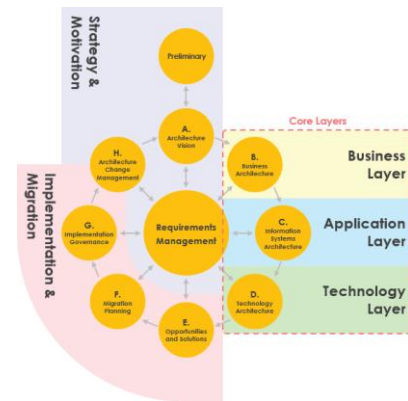 Strategy &
Motivation
Preliminary
Core Layers
A.
Architecture
Vision
H.
Architecture
Change
Management
B.
Business
Architecture
Business
Layer
Implementation &
Migration
G.
Implementation
Governance
Requirements
Management
C.
Information
Systems
Architecture
Application
Layer
F.
Migration
Planning
D.
Technology
Architecture
Technology
Layer
E.
Opportunities
and Solutions